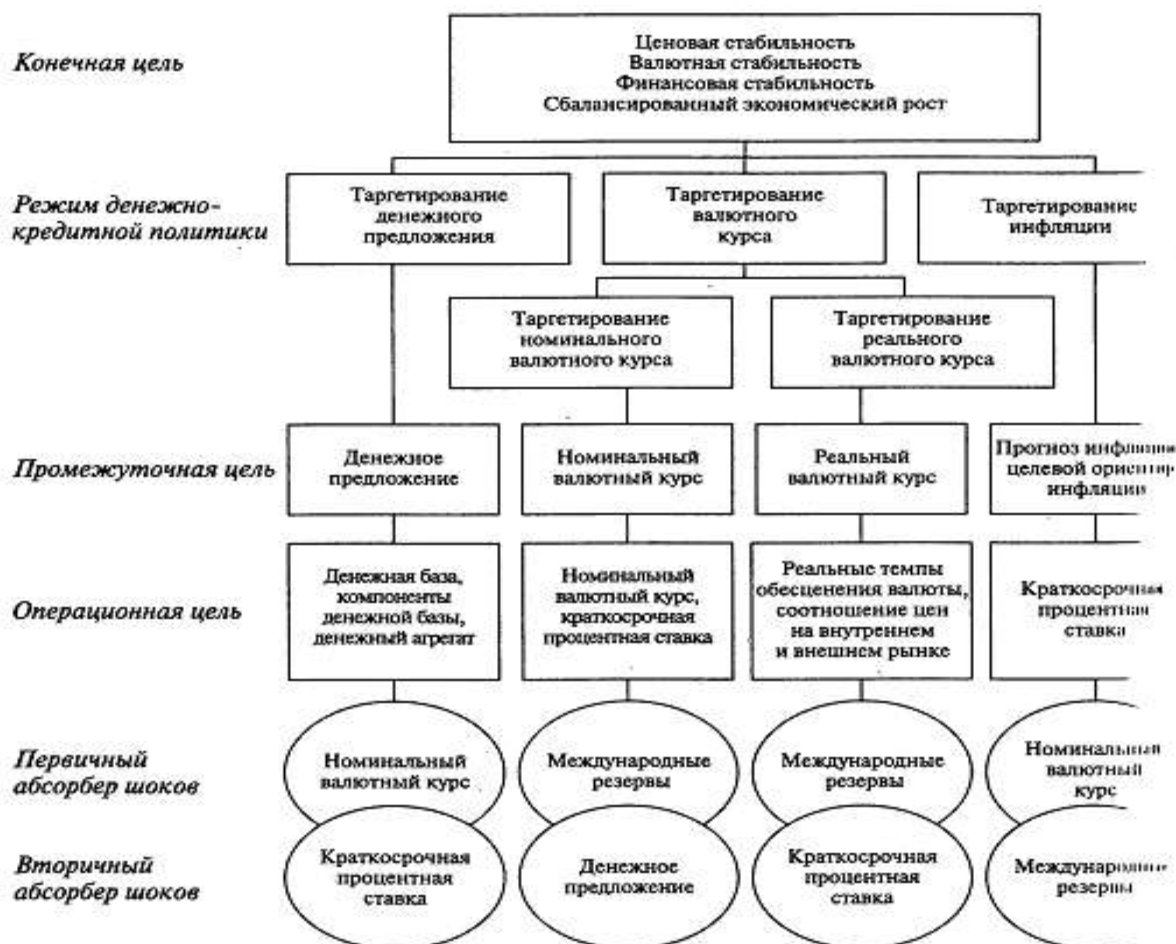 Конечная цель
Ценовая стабильность
Валютная стабильность
Финансовая стабильность
Сбалансированный экономический рост
Режим денежно-
кредитной политики
Таргетирование
денежного
предложения
Таргетирование
валютного
курса
Таргетирование
инфляции
Таргетирование
номинального
валютного курса
Таргетирование
реального
валютного курса
Промежуточная цель
Денежное
предложение
Номинальный
валютный курс
Реальный
валютный курс
Прогноз инфляции
целевой ориентир
инфляции
Операционная цель
Денежная база,
компоненты
денежной базы,
денежный агрегат
Номинальный
валютный курс,
краткосрочная
процентная ставка
Реальные темпы
обесценения валюты,
соотношение цен
на внутреннем
и внешнем рынке
Краткосрочная
процентная
ставка
Первичный
абсорбер шоков
Номинальный
валютный курс
Международные
резервы
Международные
резервы
Номинальный
валютный
курс
Вторичный
абсорбер шоков
Краткосрочная
процентная
ставка
Денежное
предложение
Краткосрочная
процентная
ставка
Международные
резервы